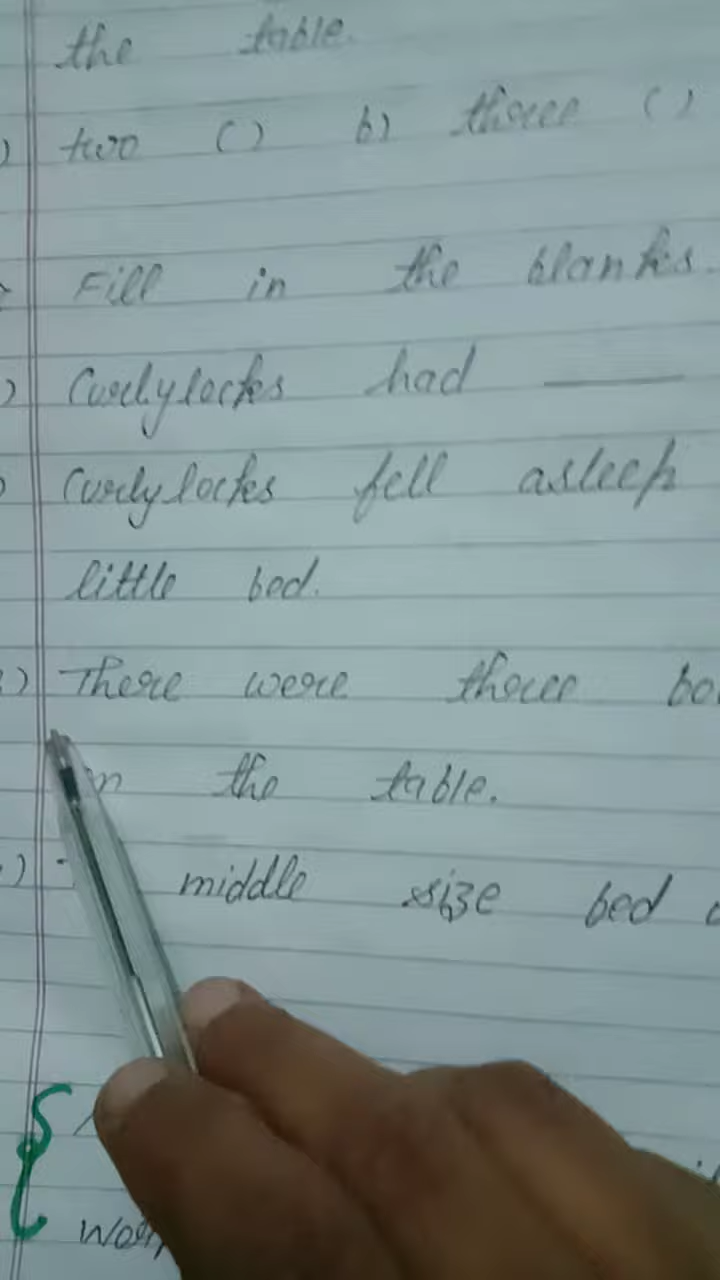 the table.
) two ( ) b) three ( )
Fill in the blanks.
) Curlylocks had ———
) Curlylocks fell asleep
little bed.
) There were three
the table.
) middle size bed